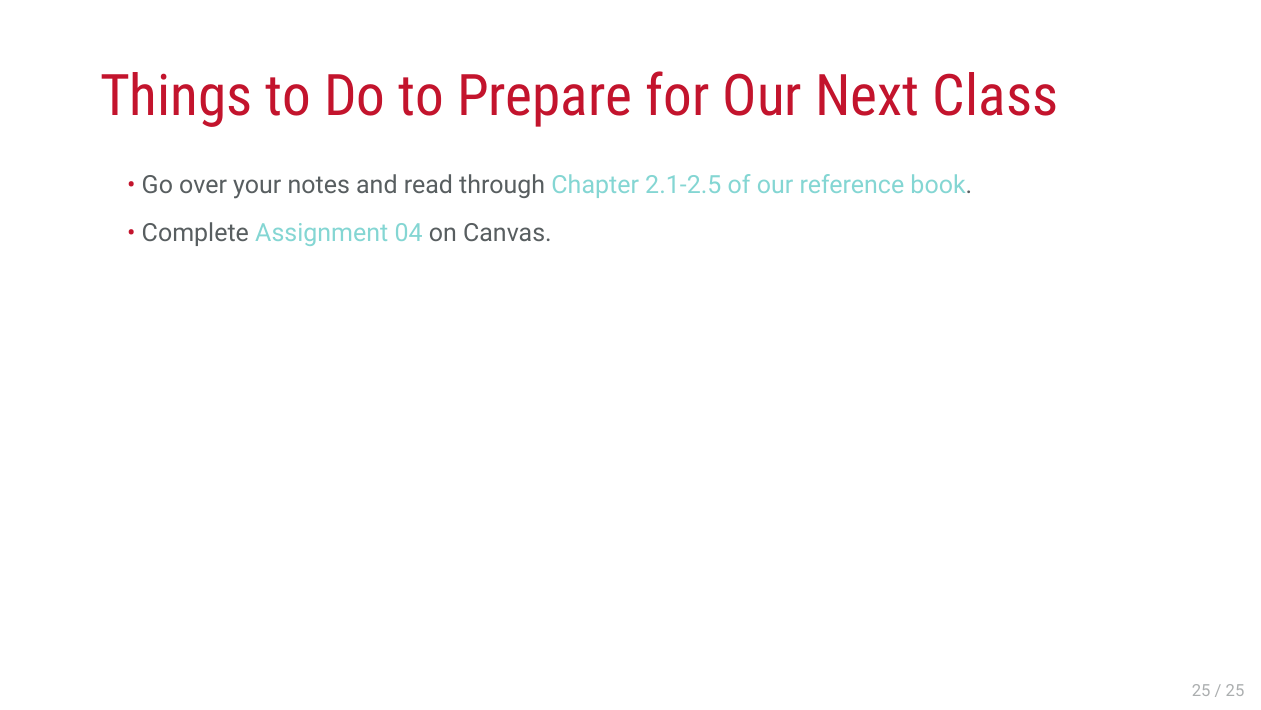 Things to Do to Prepare for Our Next Class
• Go over your notes and read through Chapter 2.1-2.5 of our reference book.
• Complete Assignment 04 on Canvas.
25 / 25